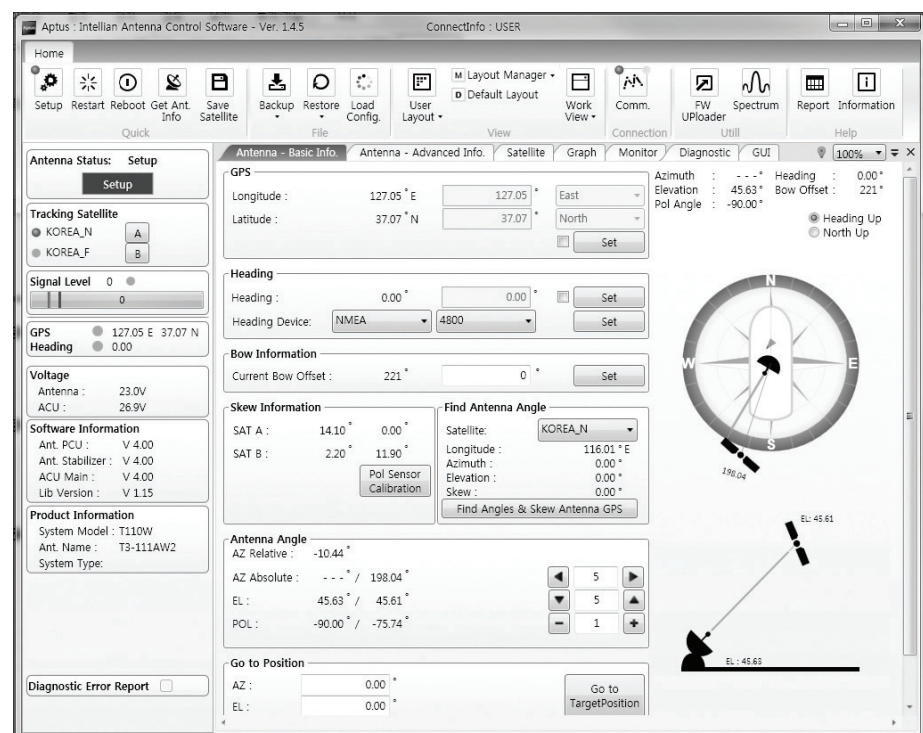 Aptus : Intellian Antenna Control Software - Ver. 1.4.5 ConnectInfo : USER
Home
Setup Restart Reboot Get Ant. Info Save Satellite
Quick
Backup Restore Load Config.
File
User Layout
M Layout Manager
D Default Layout
Work View
View
Comm.
Connection
FW UPloader Spectrum
Utill
Report Information
Help
Antenna Status: Setup
Setup
Tracking Satellite
KOREA_N A
KOREA_F B
Signal Level 0
0
GPS 127.05 E 37.07 N
Heading 0.00
Voltage
Antenna : 23.0V
ACU : 26.9V
Software Information
Ant. PCU : V 4.00
Ant. Stabilizer : V 4.00
ACU Main : V 4.00
Lib Version : V 1.15
Product Information
System Model : T110W
Ant. Name : T3-111AW2
System Type:
Diagnostic Error Report
Antenna - Basic Info. Antenna - Advanced Info. Satellite Graph Monitor Diagnostic GUI 100%
GPS
Longitude : 127.05 ° E 127.05 ° East
Latitude : 37.07 ° N 37.07 ° North
Set
Heading
Heading : 0.00 ° 0.00 ° Set
Heading Device: NMEA 4800 Set
Bow Information
Current Bow Offset : 221 ° 0 ° Set
Skew Information
SAT A : 14.10 ° 0.00 °
SAT B : 2.20 ° 11.90 °
Pol Sensor Calibration
Find Antenna Angle
Satellite: KOREA_N
Longitude : 116.01 ° E
Azimuth : 0.00 °
Elevation : 0.00 °
Skew : 0.00 °
Find Angles & Skew Antenna GPS
Antenna Angle
AZ Relative : -10.44 °
AZ Absolute : - - - ° / 198.04 ° 5
EL : 45.63 ° / 45.61 ° 5
POL : -90.00 ° / -75.74 ° 1
Go to Position
AZ : 0.00 °
EL : 0.00 °
Go to TargetPosition
Azimuth : - - - ° Heading : 0.00 °
Elevation : 45.63 ° Bow Offset : 221 °
Pol Angle : -90.00 °
Heading Up
North Up
N
W E
S
198.04
EL: 45.61
EL : 45.63